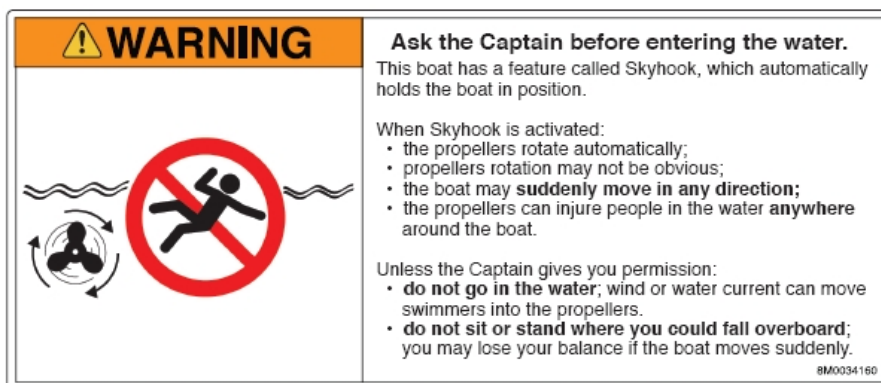 WARNING
Ask the Captain before entering the water.
This boat has a feature called Skyhook, which automatically
holds the boat in position.
When Skyhook is activated:
• the propellers rotate automatically;
• propellers rotation may not be obvious;
• the boat may suddenly move in any direction;
• the propellers can injure people in the water anywhere
around the boat.
Unless the Captain gives you permission:
• do not go in the water; wind or water current can move
swimmers into the propellers.
• do not sit or stand where you could fall overboard;
you may lose your balance if the boat moves suddenly.
8M0034160